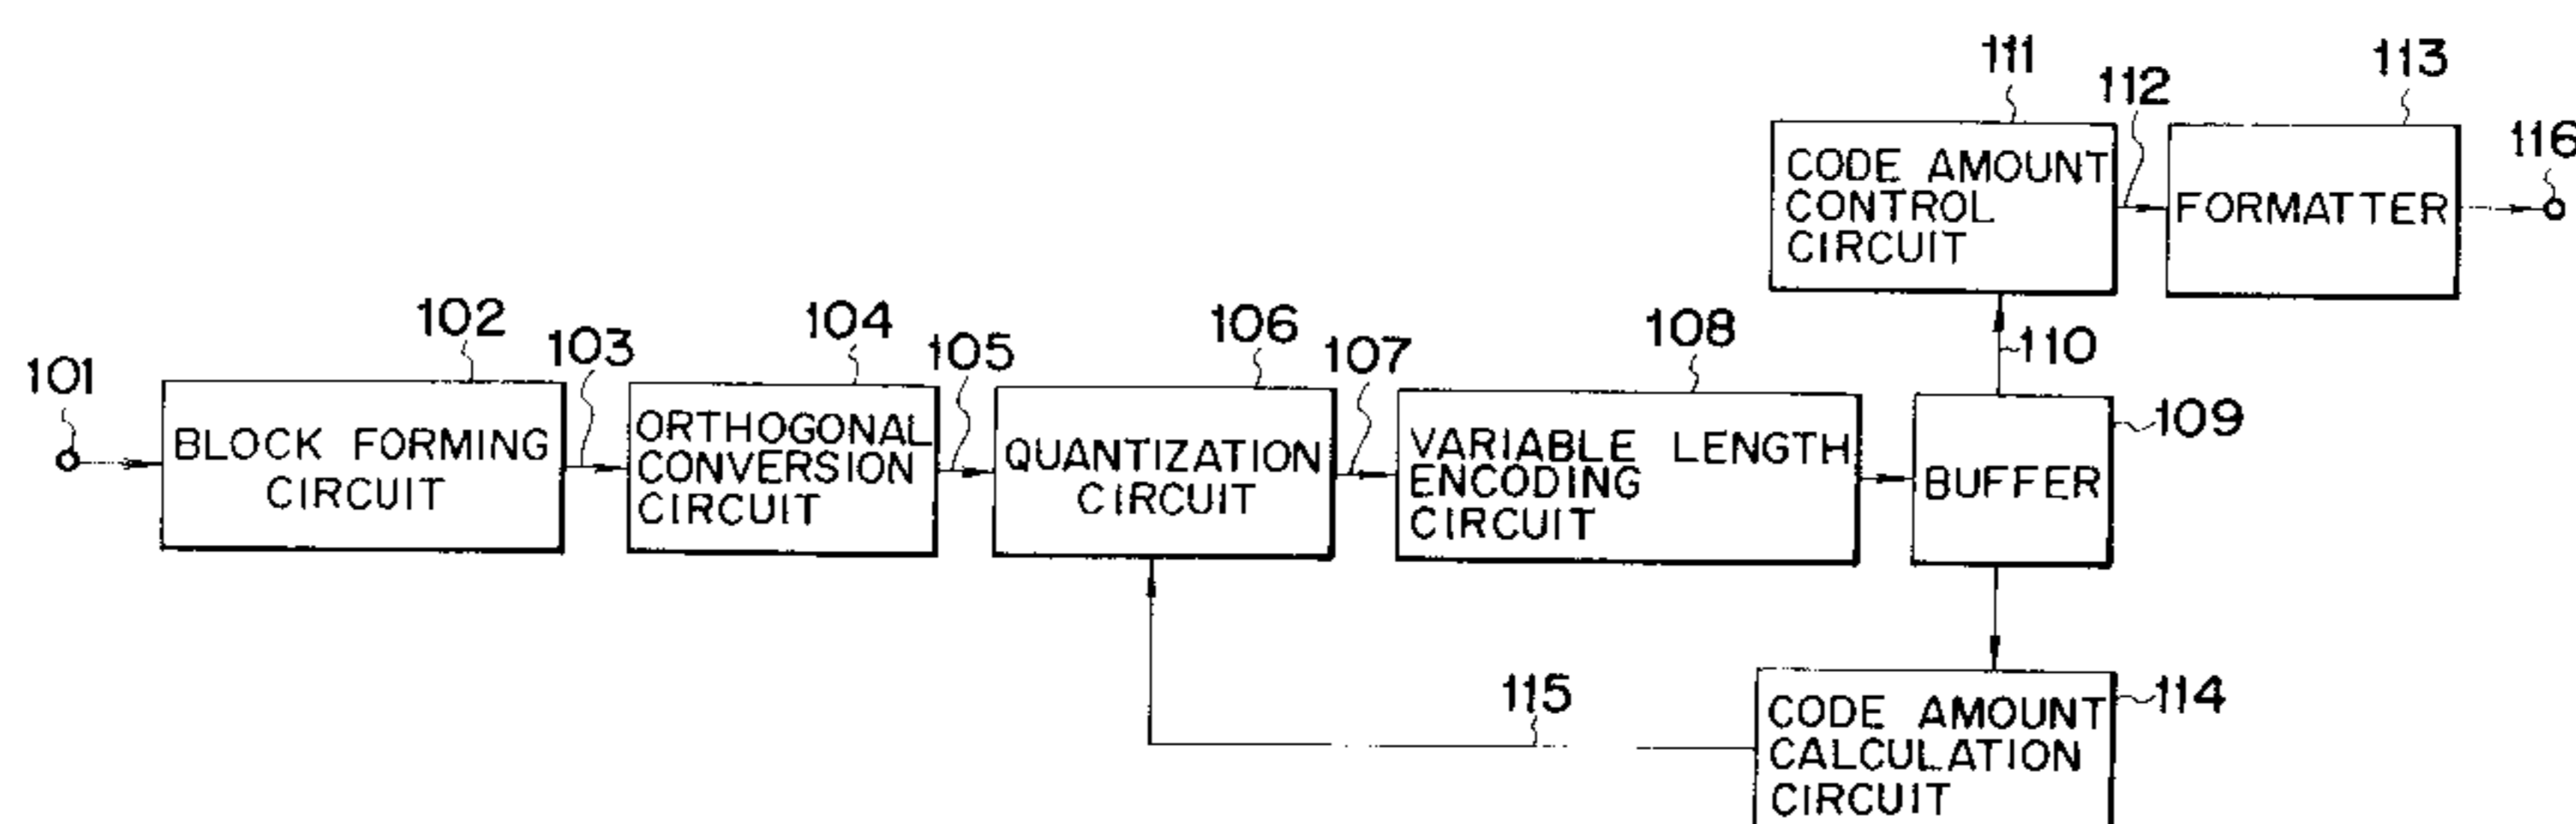 111
112
113
116
CODE AMOUNT
CONTROL
CIRCUIT
FORMATTER
110
101
102
103
104
105
106
107
108
109
BLOCK FORMING
CIRCUIT
ORTHOGONAL
CONVERSION
CIRCUIT
QUANTIZATION
CIRCUIT
VARIABLE LENGTH
ENCODING
CIRCUIT
BUFFER
115
114
CODE AMOUNT
CALCULATION
CIRCUIT